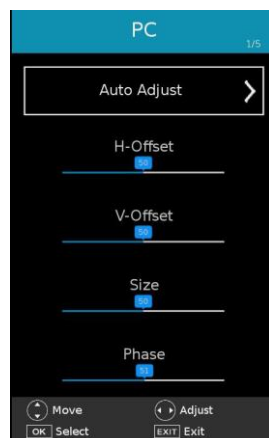 PC
1/5
Auto Adjust
H-Offset
50
V-Offset
50
Size
50
Phase
51
Move Adjust
OK Select EXIT Exit